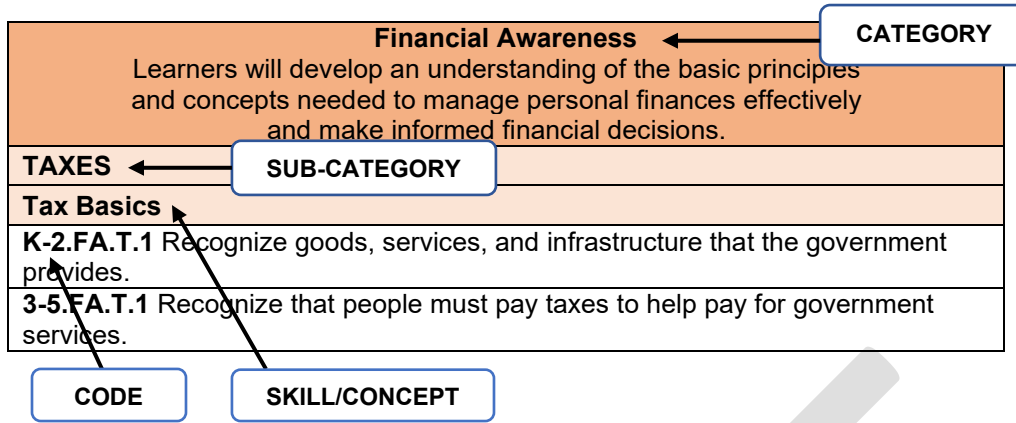 Financial Awareness
CATEGORY
Learners will develop an understanding of the basic principles
and concepts needed to manage personal finances effectively
and make informed financial decisions.
TAXES
SUB-CATEGORY
Tax Basics
K-2.FA.T.1 Recognize goods, services, and infrastructure that the government
provides.
3-5.FA.T.1 Recognize that people must pay taxes to help pay for government
services.
CODE
SKILL/CONCEPT